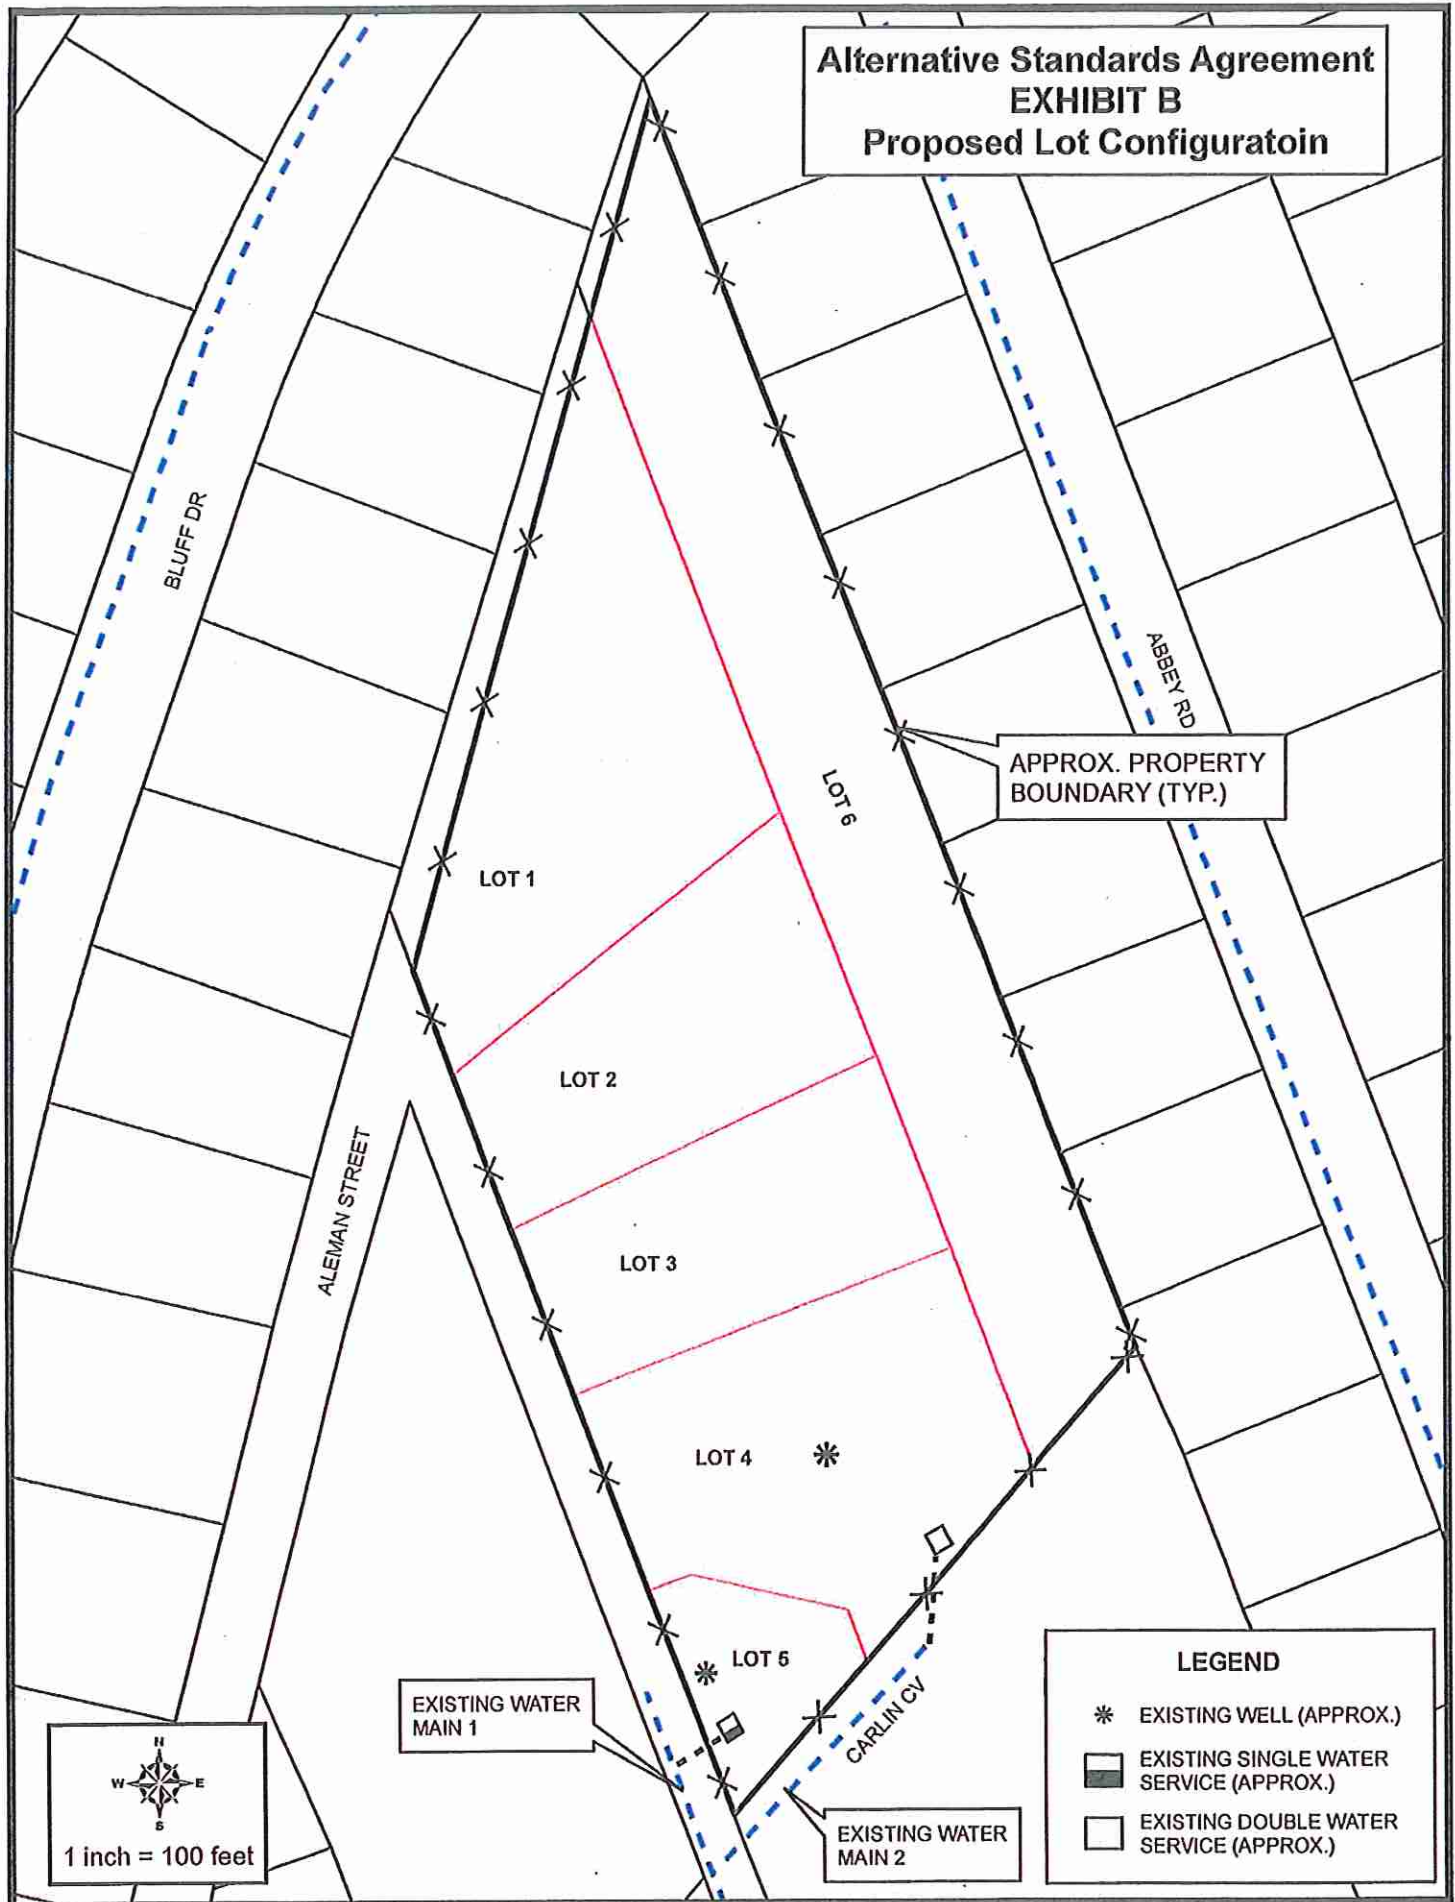 Alternative Standards Agreement
EXHIBIT B
Proposed Lot Configuratoin
BLUFF DR
ABBEY RD
APPROX. PROPERTY
BOUNDARY (TYP.)
LOT 6
LOT 1
LOT 2
ALEMAN STREET
LOT 3
LOT 4
LOT 5
EXISTING WATER
MAIN 1
CARLIN CV
EXISTING WATER
MAIN 2
N
W E
S
1 inch = 100 feet
LEGEND
EXISTING WELL (APPROX.)
EXISTING SINGLE WATER
SERVICE (APPROX.)
EXISTING DOUBLE WATER
SERVICE (APPROX.)